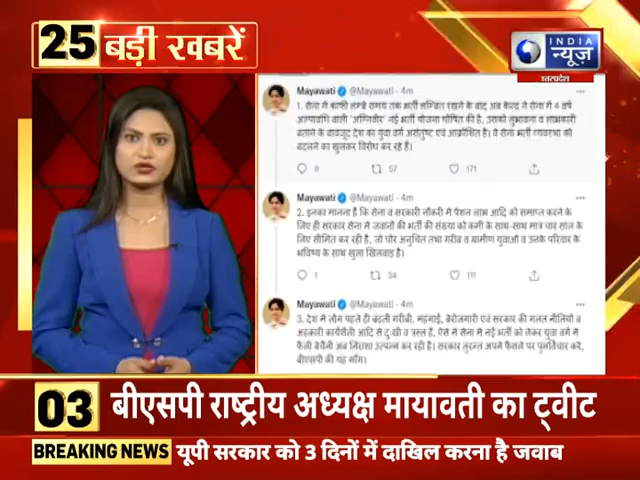 25 बड़ी खबरें
INDIA
न्यूज़
उत्तरप्रदेश
Mayawati @Mayawati · 4m
1. सेना में काफी लम्बे समय तक भर्ती लम्बित रखने के बाद अब केन्द्र ने सेना में 4 वर्ष
अल्पावधि वाली 'अग्निवीर' नई भर्ती योजना घोषित की है, उसको लुभावना व लाभकारी
बताने के बावजूद देश का युवा वर्ग असंतुष्ट एवं आक्रोशित है। वे सेना भर्ती व्यवस्था को
बदलने का खुलकर विरोध कर रहे हैं।
9 57 171
Mayawati @Mayawati · 4m
2. इनका मानना है कि सेना व सरकारी नौकरी में पेंशन लाभ आदि को समाप्त करने के
लिए ही सरकार सेना में जवानों की भर्ती की संख्या को कमी के साथ-साथ मात्र चार साल के
लिए सीमित कर रही है, जो घोर अनुचित तथा गरीब व ग्रामीण युवाओं व उनके परिवार के
भविष्य के साथ खुला खिलवाड़ है।
1 34 111
Mayawati @Mayawati · 4m
3. देश में लोग पहले ही बढ़ती गरीबी, महंगाई, बेरोजगारी एवं सरकार की गलत नीतियों व
अहंकारी कार्यशैली आदि से दुःखी व त्रस्त हैं, ऐसे में सेना में नई भर्ती को लेकर युवा वर्ग में
फैली बेचैनी अब निराशा उत्पन्न कर रही है। सरकार तुरन्त अपने फैसले पर पुनर्विचार करे,
बीएसपी की यह माँग।
03 बीएसपी राष्ट्रीय अध्यक्ष मायावती का ट्वीट
BREAKING NEWS यूपी सरकार को 3 दिनों में दाखिल करना है जवाब